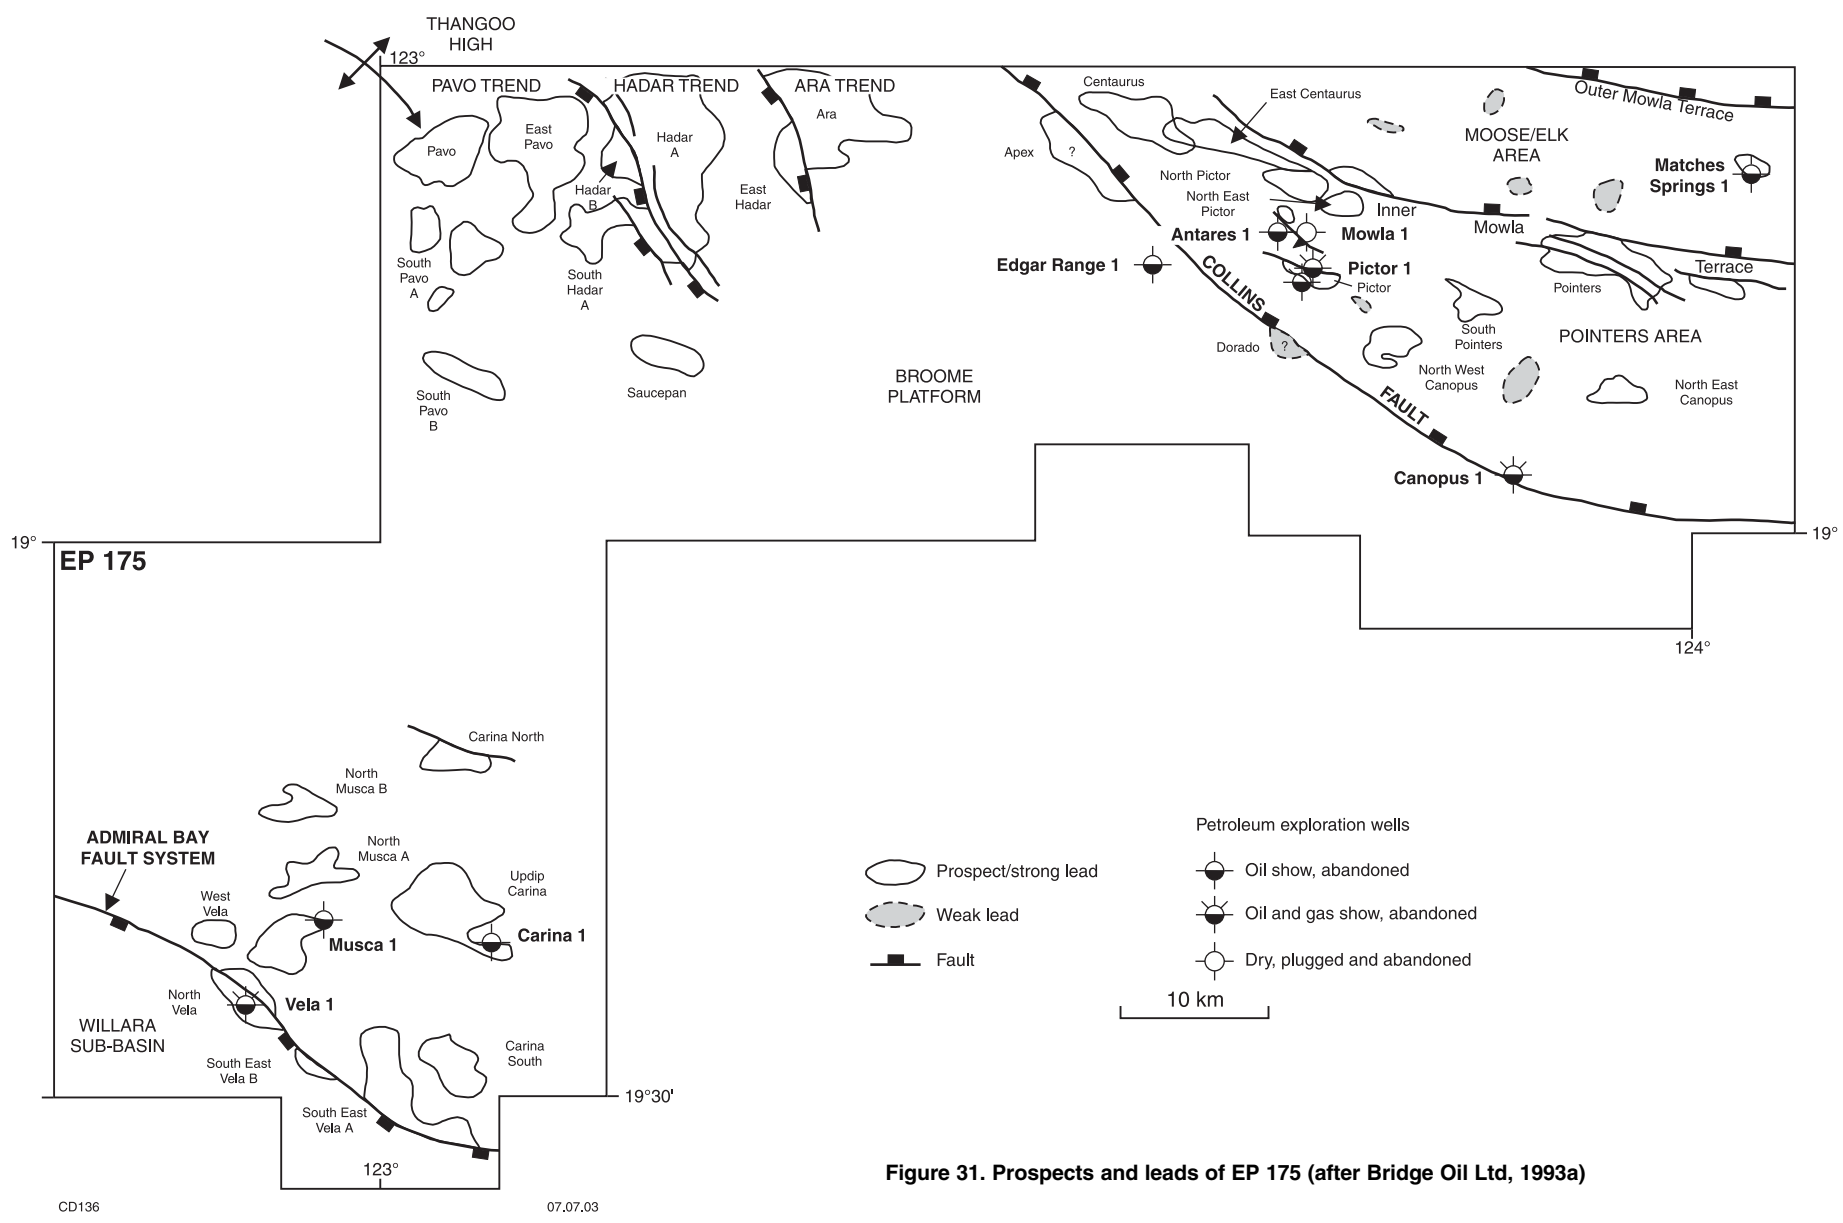 THANGOO
HIGH
123°
PAVO TREND
HADAR TREND
ARA TREND
Centaurus
East Centaurus
Outer Mowla Terrace
Pavo
East
Pavo
Hadar
A
Ara
Apex
?
MOOSE/ELK
AREA
Matches
Springs 1
Hadar
B
East
Hadar
North Pictor
North East
Pictor
Inner
Mowla
Terrace
Antares 1
Mowla 1
Edgar Range 1
COLLINS
FAULT
Pictor 1
Pictor
Pointers
South
Pavo
A
South
Hadar
A
South
Pointers
POINTERS AREA
Dorado
?
North West
Canopus
North East
Canopus
South
Pavo
B
Saucepan
BROOME
PLATFORM
Canopus 1
19°
19°
EP 175
124°
Carina North
North
Musca B
ADMIRAL BAY
FAULT SYSTEM
North
Musca A
West
Vela
Updip
Carina
Musca 1
Carina 1
North
Vela
Vela 1
WILLARA
SUB-BASIN
South East
Vela B
Carina
South
South East
Vela A
19°30'
123°
Petroleum exploration wells
Prospect/strong lead
Weak lead
Fault
Oil show, abandoned
Oil and gas show, abandoned
Dry, plugged and abandoned
10 km
Figure 31. Prospects and leads of EP 175 (after Bridge Oil Ltd, 1993a)
CD136
07.07.03